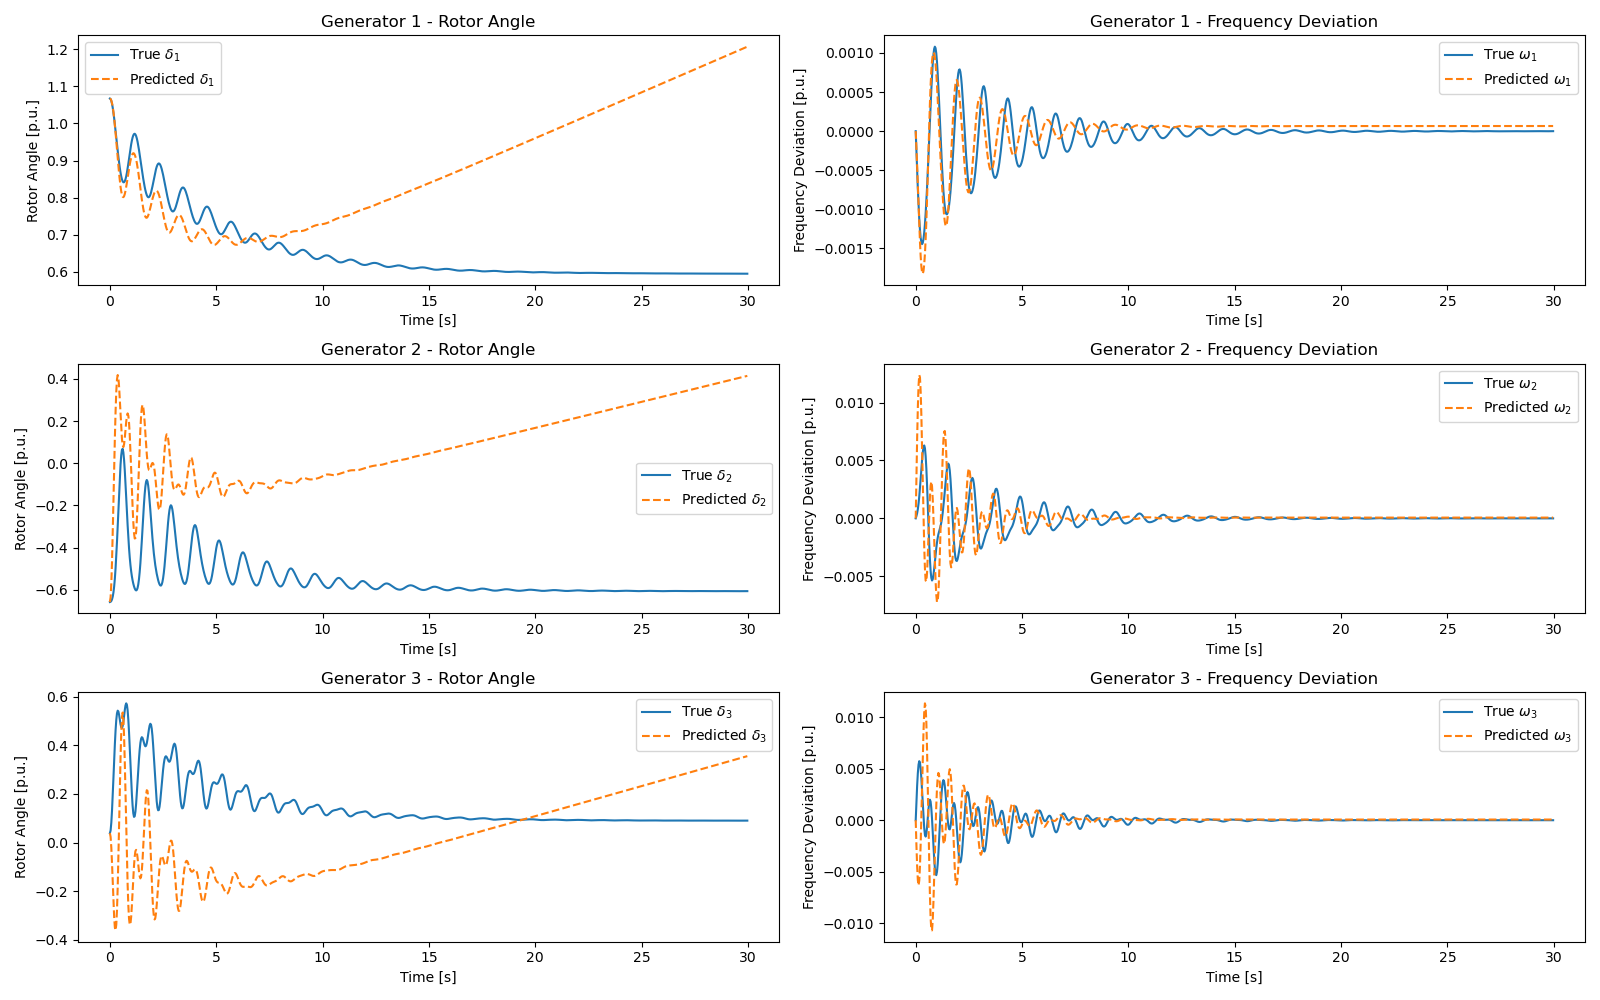 Generator 1 - Rotor Angle
Rotor Angle [p.u.]
1.2
1.1
1.0
0.9
0.8
0.7
0.6
True δ₁
Predicted δ₁
0 5 10 15 20 25 30
Time [s]
Generator 1 - Frequency Deviation
Frequency Deviation [p.u.]
0.0010
0.0005
0.0000
−0.0005
−0.0010
−0.0015
True ω₁
Predicted ω₁
0 5 10 15 20 25 30
Time [s]
Generator 2 - Rotor Angle
Rotor Angle [p.u.]
0.4
0.2
0.0
−0.2
−0.4
−0.6
True δ₂
Predicted δ₂
0 5 10 15 20 25 30
Time [s]
Generator 2 - Frequency Deviation
Frequency Deviation [p.u.]
0.010
0.005
0.000
−0.005
True ω₂
Predicted ω₂
0 5 10 15 20 25 30
Time [s]
Generator 3 - Rotor Angle
Rotor Angle [p.u.]
0.6
0.4
0.2
0.0
−0.2
−0.4
True δ₃
Predicted δ₃
0 5 10 15 20 25 30
Time [s]
Generator 3 - Frequency Deviation
Frequency Deviation [p.u.]
0.010
0.005
0.000
−0.005
−0.010
True ω₃
Predicted ω₃
0 5 10 15 20 25 30
Time [s]